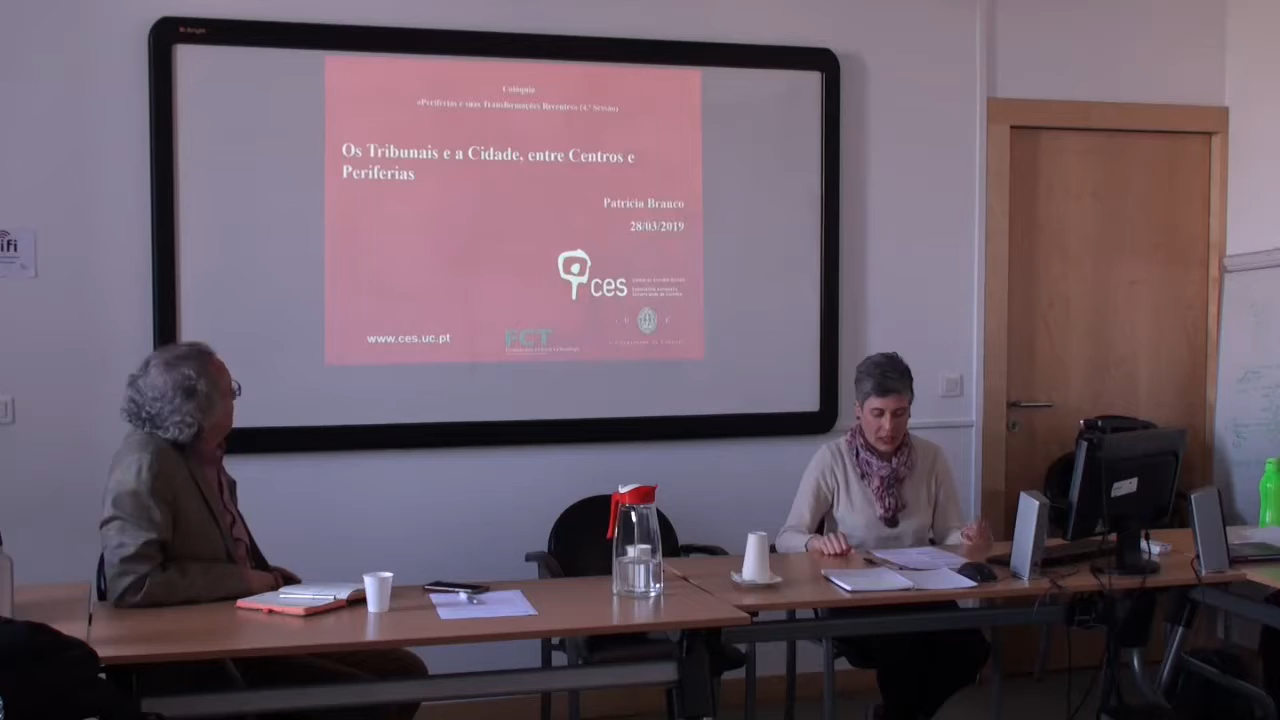 Colóquio
«Periferias e suas Transformações Recentes» (4.ª Sessão)
Os Tribunais e a Cidade, entre Centros e
Periferias
Patrícia Branco
28/03/2019
ces
www.ces.uc.pt
FCT
ifi